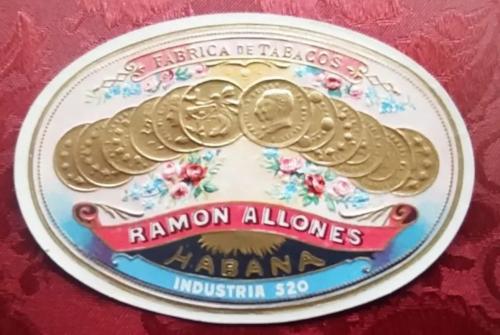 FABRICA DE TABACOS
RAMON ALLONES
HABANA
INDUSTRIA 520